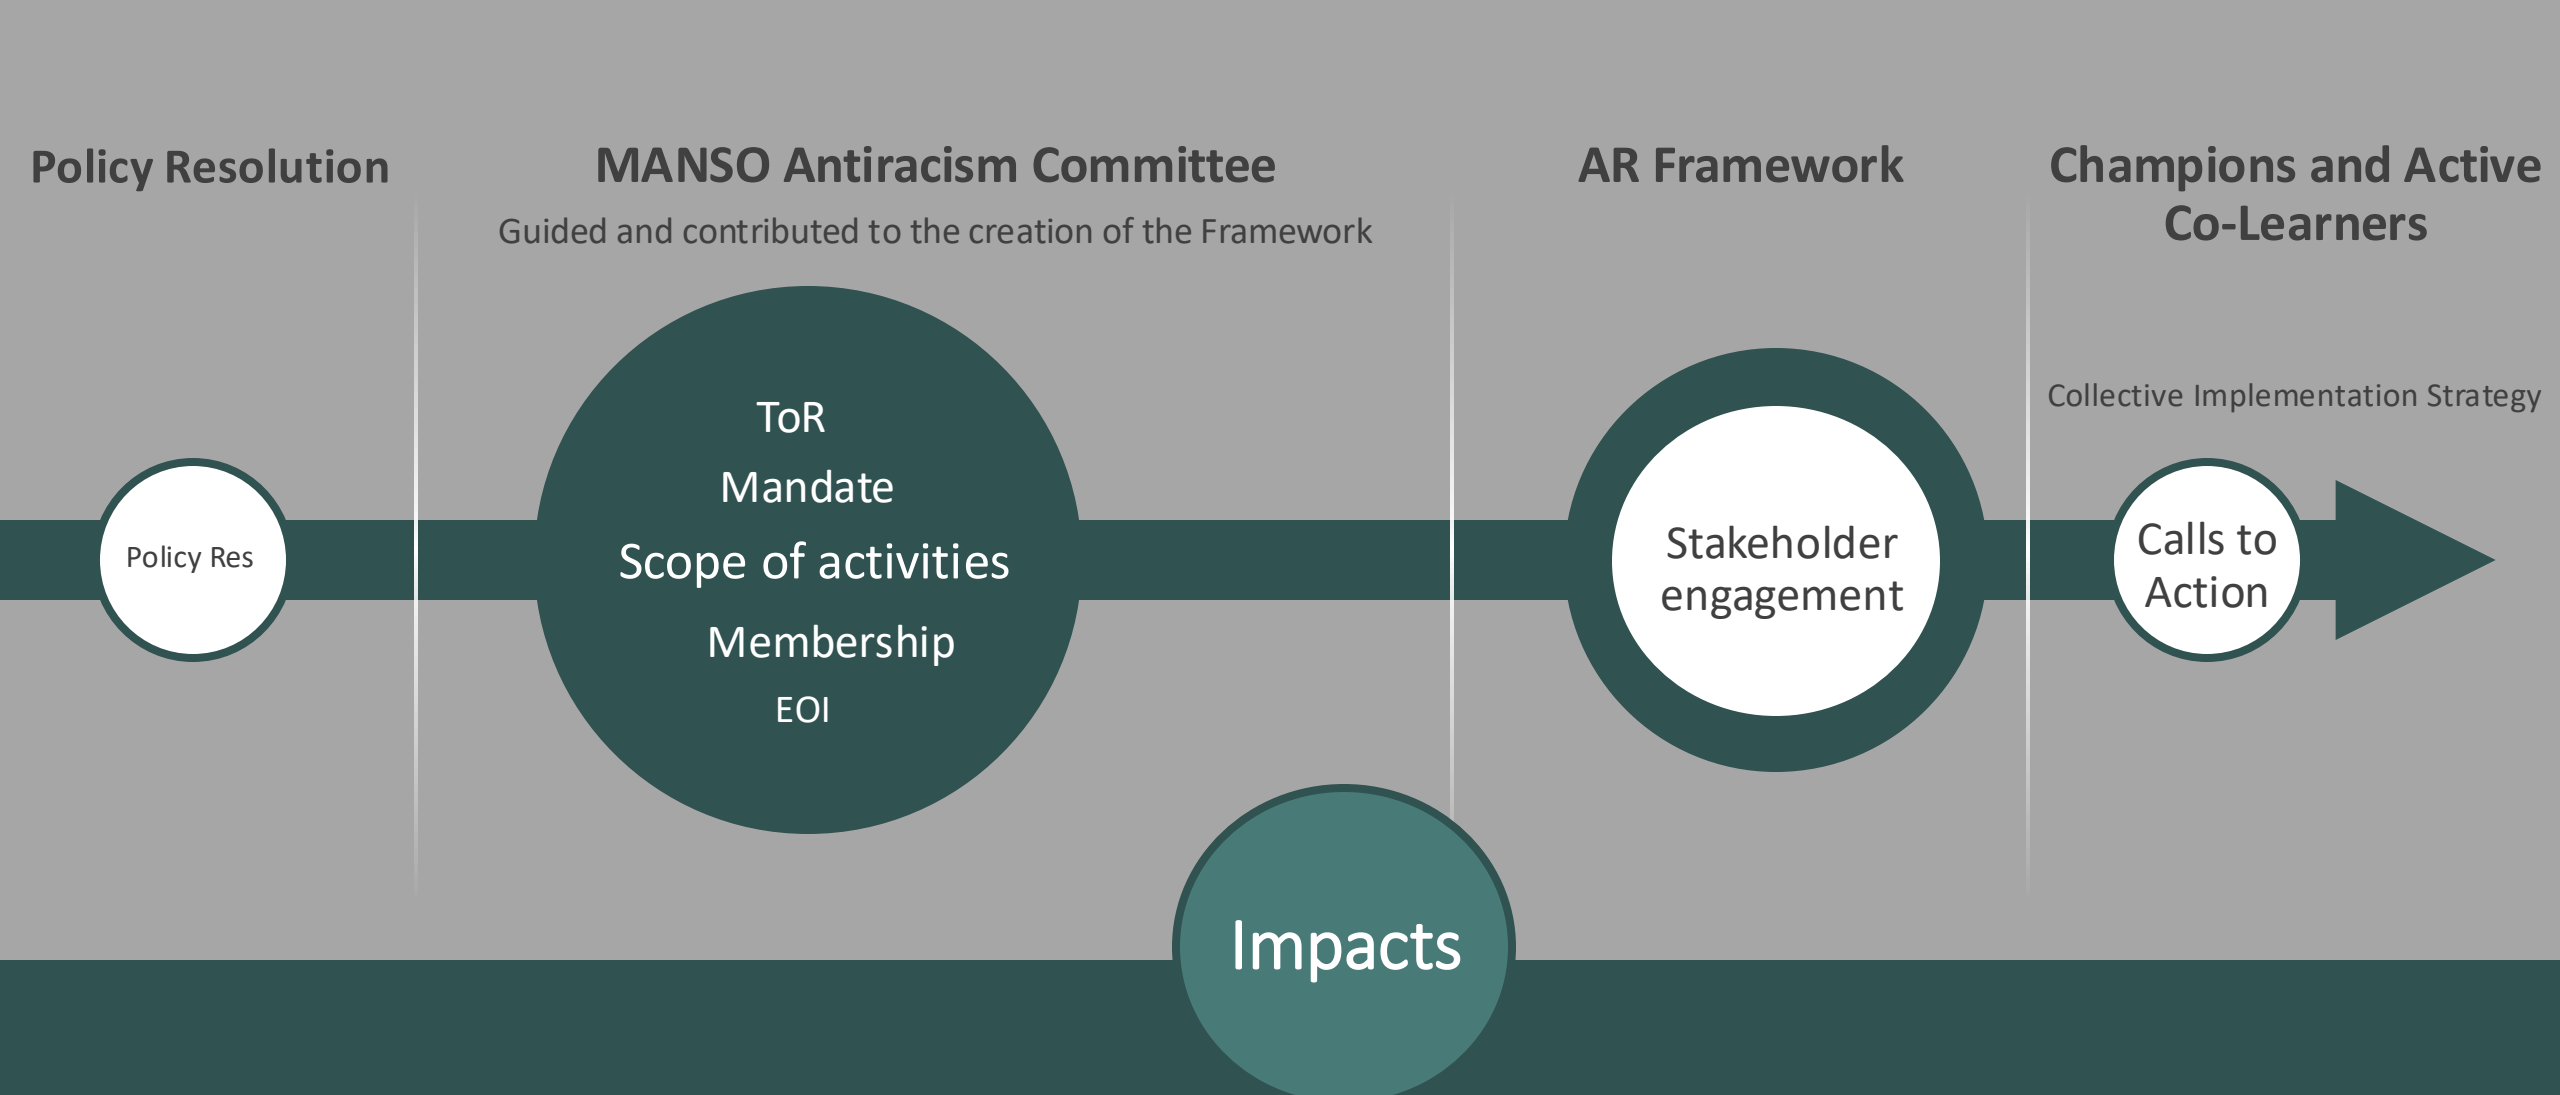 Policy Resolution
MANSO Antiracism Committee
Guided and contributed to the creation of the Framework
AR Framework
Champions and Active
Co-Learners
Collective Implementation Strategy
Policy Res
ToR
Mandate
Scope of activities
Membership
EOI
Stakeholder
engagement
Calls to
Action
Impacts